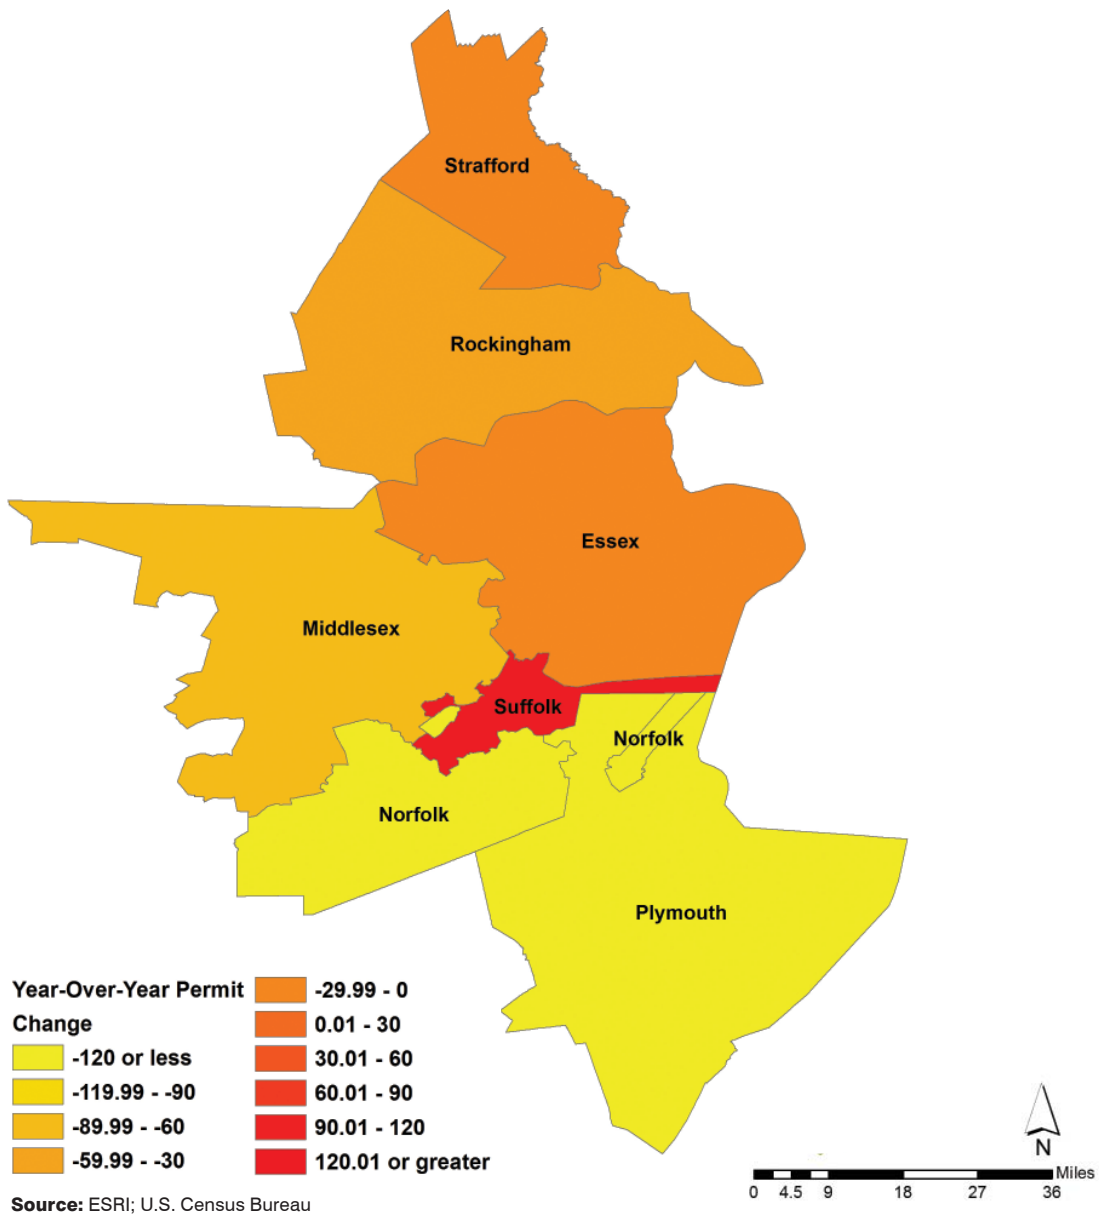 Strafford
Rockingham
Essex
Middlesex
Suffolk
Norfolk
Norfolk
Plymouth
Year-Over-Year Permit
Change
-120 or less
-119.99 - -90
-89.99 - -60
-59.99 - -30
-29.99 - 0
0.01 - 30
30.01 - 60
60.01 - 90
90.01 - 120
120.01 or greater
N
Miles
0 4.5 9 18 27 36
Source: ESRI; U.S. Census Bureau